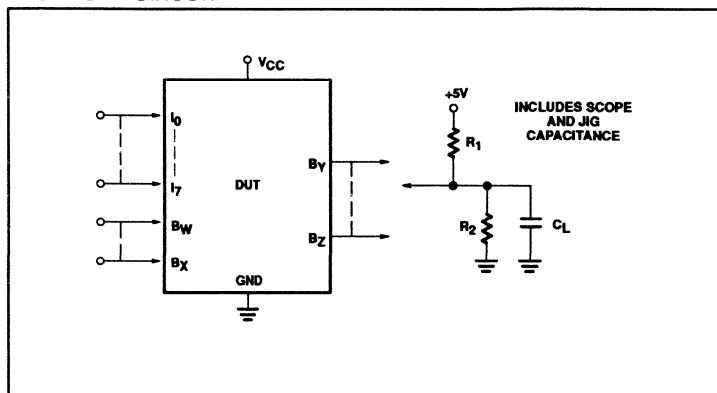 VCC
+5V
INCLUDES SCOPE
AND JIG
CAPACITANCE
I0
R1
BY
DUT
I7
BW
R2
CL
BZ
BX
GND